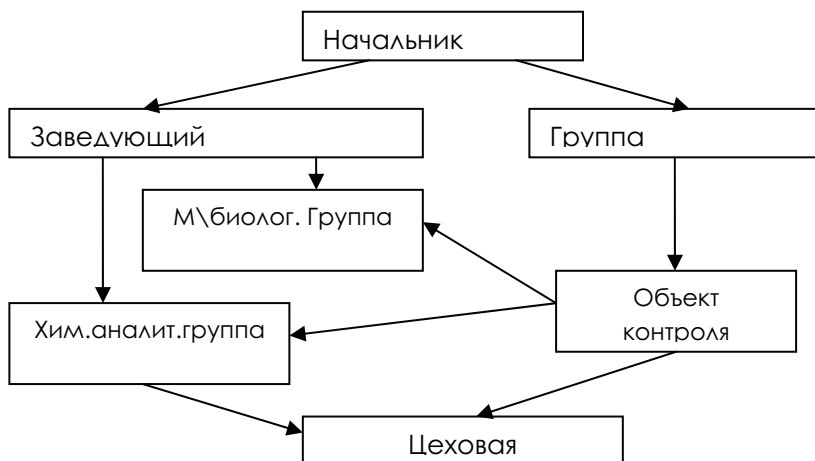 Начальник
Заведующий
Группа
М\биолог. Группа
Объект
контроля
Хим.аналит.группа
Цеховая